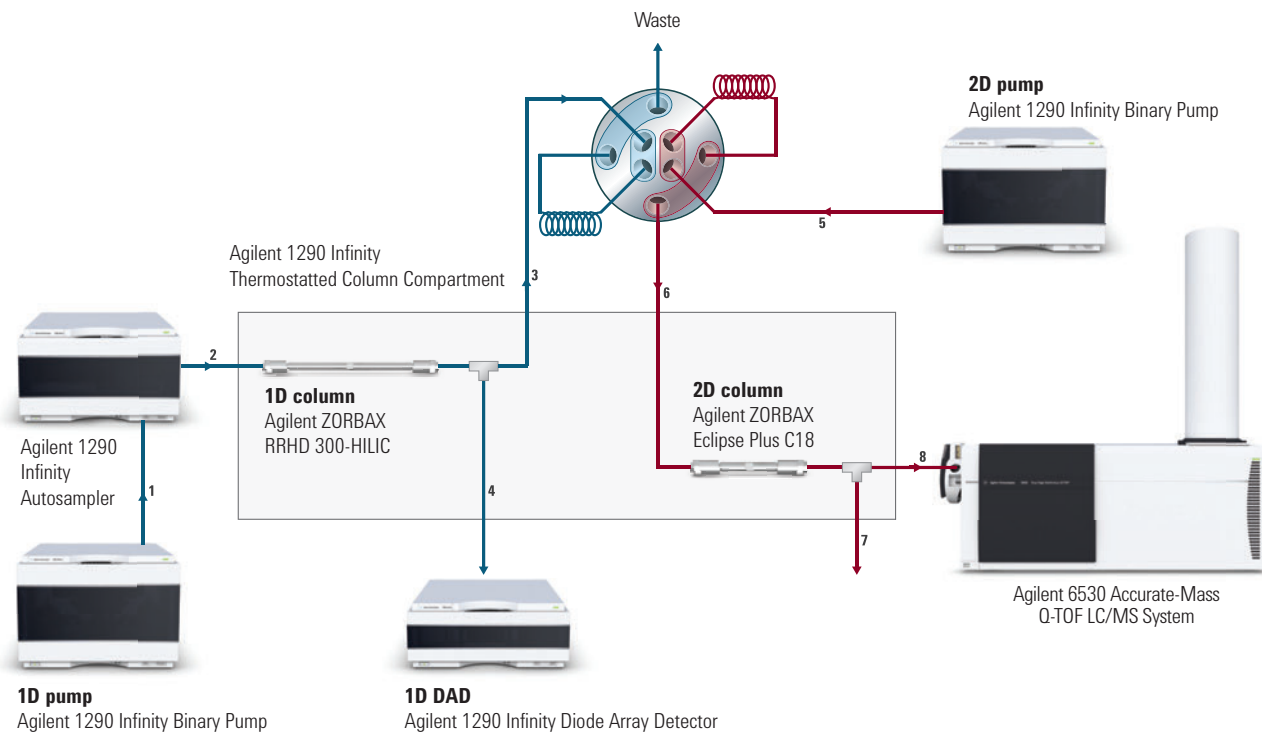 Waste
2D pump
Agilent 1290 Infinity Binary Pump
5
Agilent 1290 Infinity
Thermostatted Column Compartment
3
6
2
1D column
Agilent ZORBAX
RRHD 300-HILIC
2D column
Agilent ZORBAX
Eclipse Plus C18
Agilent 1290
Infinity
Autosampler
1
4
8
7
Agilent 6530 Accurate-Mass
Q-TOF LC/MS System
1D pump
Agilent 1290 Infinity Binary Pump
1D DAD
Agilent 1290 Infinity Diode Array Detector